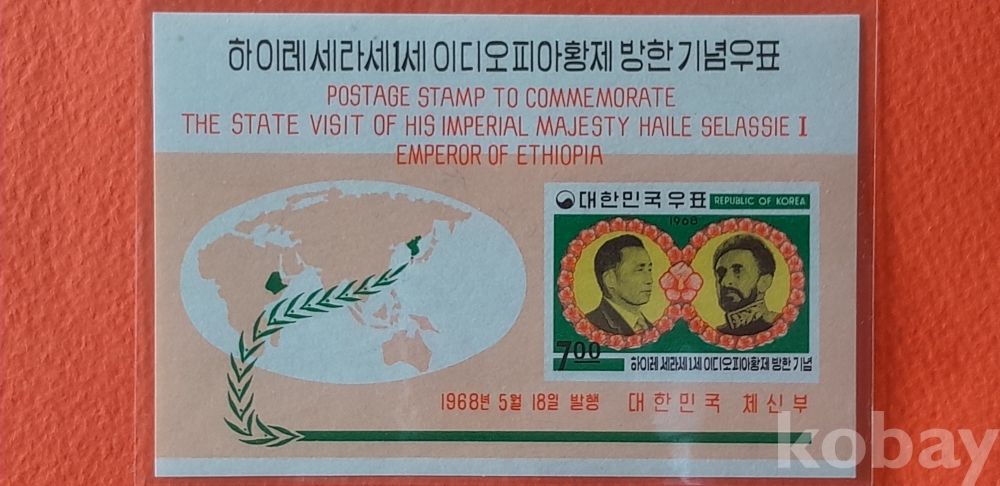 하이레 세라세1세 이디오피아황제 방한 기념우표
POSTAGE STAMP TO COMMEMORATE
THE STATE VISIT OF HIS IMPERIAL MAJESTY HAILE SELASSIE I
EMPEROR OF ETHIOPIA
대한민국우표 REPUBLIC OF KOREA
1968
7.00 하이레 세라세1세 이디오피아황제 방한 기념
1968년 5월 18일 발행 대한민국 체신부
kobay